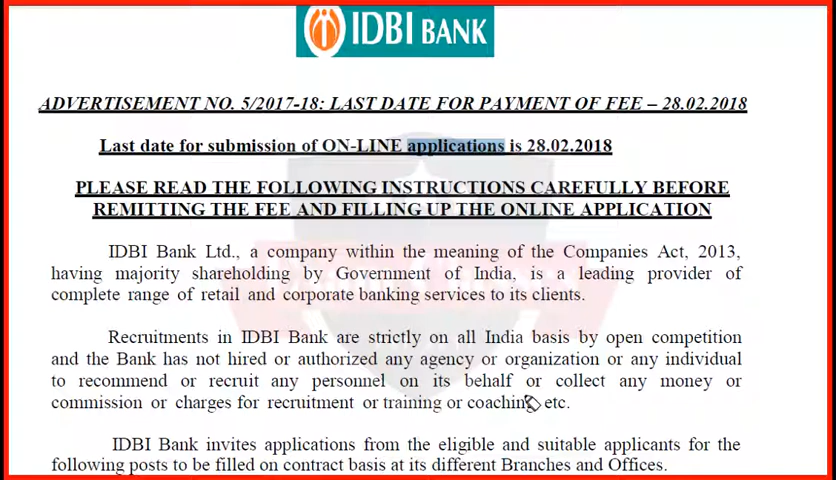 IDBI BANK
ADVERTISEMENT NO. 5/2017-18: LAST DATE FOR PAYMENT OF FEE – 28.02.2018
Last date for submission of ON-LINE applications is 28.02.2018
PLEASE READ THE FOLLOWING INSTRUCTIONS CAREFULLY BEFORE
REMITTING THE FEE AND FILLING UP THE ONLINE APPLICATION
IDBI Bank Ltd., a company within the meaning of the Companies Act, 2013,
having majority shareholding by Government of India, is a leading provider of
complete range of retail and corporate banking services to its clients.
Recruitments in IDBI Bank are strictly on all India basis by open competition
and the Bank has not hired or authorized any agency or organization or any individual
to recommend or recruit any personnel on its behalf or collect any money or
commission or charges for recruitment or training or coaching etc.
IDBI Bank invites applications from the eligible and suitable applicants for the
following posts to be filled on contract basis at its different Branches and Offices.